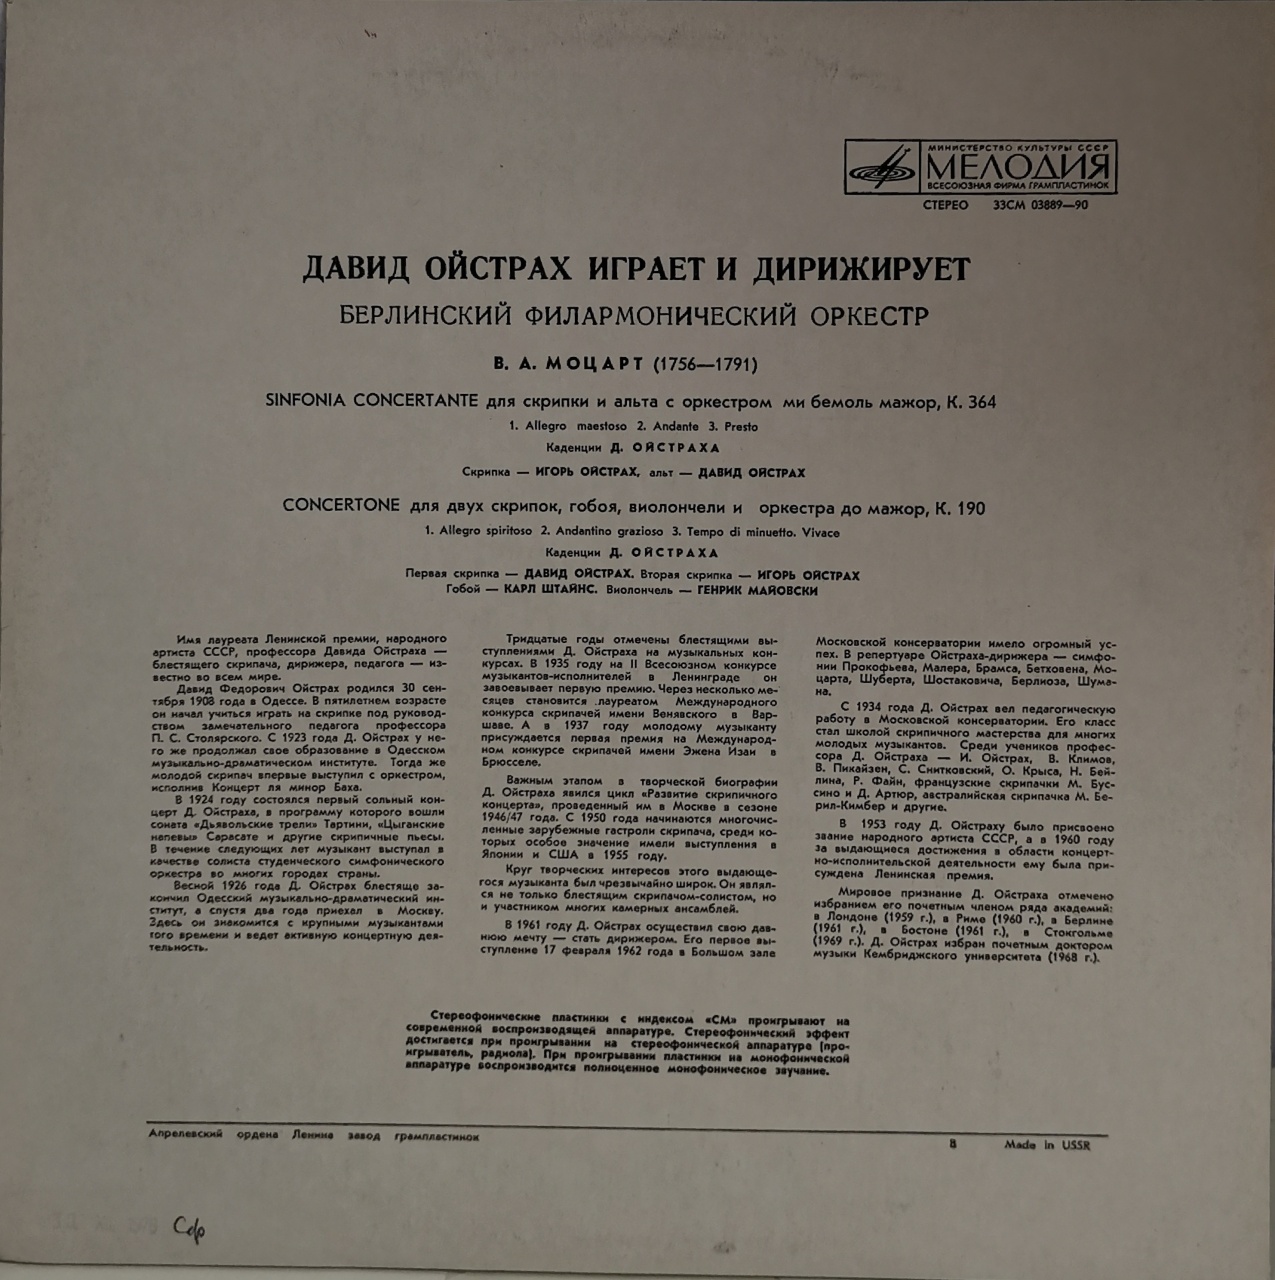 МИНИСТЕРСТВО КУЛЬТУРЫ СССР
МЕЛОДИЯ
ВСЕСОЮЗНАЯ ФИРМА ГРАМПЛАСТИНОК
СТЕРЕО 33СМ 03889—90
ДАВИД ОЙСТРАХ ИГРАЕТ И ДИРИЖИРУЕТ
БЕРЛИНСКИЙ ФИЛАРМОНИЧЕСКИЙ ОРКЕСТР
В. А. МОЦАРТ (1756—1791)
SINFONIA CONCERTANTE для скрипки и альта с оркестром ми бемоль мажор, K. 364
1. Allegro maestoso 2. Andante 3. Presto
Каденции Д. ОЙСТРАХА
Скрипка — ИГОРЬ ОЙСТРАХ, альт — ДАВИД ОЙСТРАХ
CONCERTONE для двух скрипок, гобоя, виолончели и оркестра до мажор, К. 190
1. Allegro spiritoso 2. Andantino grazioso 3. Tempo di minuetto. Vivace
Каденции Д. ОЙСТРАХА
Первая скрипка — ДАВИД ОЙСТРАХ. Вторая скрипка — ИГОРЬ ОЙСТРАХ
Гобой — КАРЛ ШТАЙНС. Виолончель — ГЕНРИК МАЙОВСКИ
Имя лауреата Ленинской премии, народного
артиста СССР, профессора Давида Ойстраха —
блестящего скрипача, дирижера, педагога — из-
вестно во всем мире.
Давид Федорович Ойстрах родился 30 сен-
тября 1908 года в Одессе. В пятилетнем возрасте
он начал учиться играть на скрипке под руковод-
ством замечательного педагога профессора
П. С. Столярского. С 1923 года Д. Ойстрах у не-
го же продолжал свое образование в Одесском
музыкально-драматическом институте. Тогда же
молодой скрипач впервые выступил с оркестром,
исполнив Концерт ля минор Баха.
В 1924 году состоялся первый сольный кон-
церт Д. Ойстраха, в программу которого вошли
соната «Дьявольские трели» Тартини, «Цыганские
напевы» Сарасате и другие скрипичные пьесы.
В течение следующих лет музыкант выступал в
качестве солиста студенческого симфонического
оркестра во многих городах страны.
Весной 1926 года Д. Ойстрах блестяще за-
кончил Одесский музыкально-драматический ин-
ститут, а спустя два года приехал в Москву.
Здесь он знакомится с крупными музыкантами
того времени и ведет активную концертную дея-
тельность.
Тридцатые годы отмечены блестящими вы-
ступлениями Д. Ойстраха на музыкальных кон-
курсах. В 1935 году на II Всесоюзном конкурсе
музыкантов-исполнителей в Ленинграде он
завоевывает первую премию. Через несколько ме-
сяцев становится лауреатом Международного
конкурса скрипачей имени Венявского в Вар-
шаве. А в 1937 году молодому музыканту
присуждается первая премия на Международ-
ном конкурсе скрипачей имени Эжена Изаи в
Брюсселе.
Важным этапом в творческой биографии
Д. Ойстраха явился цикл «Развитие скрипичного
концерта», проведенный им в Москве в сезоне
1946/47 года. С 1950 года начинаются многочис-
ленные зарубежные гастроли скрипача, среди ко-
торых особое значение имели выступления в
Японии и США в 1955 году.
Круг творческих интересов этого выдающе-
гося музыканта был чрезвычайно широк. Он являл-
ся не только блестящим скрипачом-солистом, но
и участником многих камерных ансамблей.
В 1961 году Д. Ойстрах осуществил свою дав-
нюю мечту — стать дирижером. Его первое вы-
ступление 17 февраля 1962 года в Большом зале
Московской консерватории имело огромный ус-
пех. В репертуаре Ойстраха-дирижера — симфо-
нии Прокофьева, Малера, Брамса, Бетховена, Мо-
царта, Шуберта, Шостаковича, Берлиоза, Шума-
на.
С 1934 года Д. Ойстрах вел педагогическую
работу в Московской консерватории. Его класс
стал школой скрипичного мастерства для многих
молодых музыкантов. Среди учеников профес-
сора Д. Ойстраха — И. Ойстрах, В. Климов,
В. Пикайзен, С. Снитковский, О. Крыса, Н. Бей-
лина, Р. Файн, французские скрипачки М. Бус-
сино и Д. Артюр, австралийская скрипачка М. Бе-
рил-Кимбер и другие.
В 1953 году Д. Ойстраху было присвоено
звание народного артиста СССР, а в 1960 году
за выдающиеся достижения в области концерт-
но-исполнительской деятельности ему была при-
суждена Ленинская премия.
Мировое признание Д. Ойстраха отмечено
избранием его почетным членом ряда академий:
в Лондоне (1959 г.), в Риме (1960 г.), в Берлине
(1961 г.), в Бостоне (1961 г.), в Стокгольме
(1969 г.). Д. Ойстрах избран почетным доктором
музыки Кембриджского университета (1968 г.).
Стереофонические пластинки с индексом «СМ» проигрывают на
современной воспроизводящей аппаратуре. Стереофонический эффект
достигается при проигрывании на стереофонической аппаратуре (про-
игрыватель, радиола). При проигрывании пластинки на монофонической
аппаратуре воспроизводится полноценное монофоническое звучание.
Апрелевский ордена Ленина завод грампластинок
8 Made in USSR